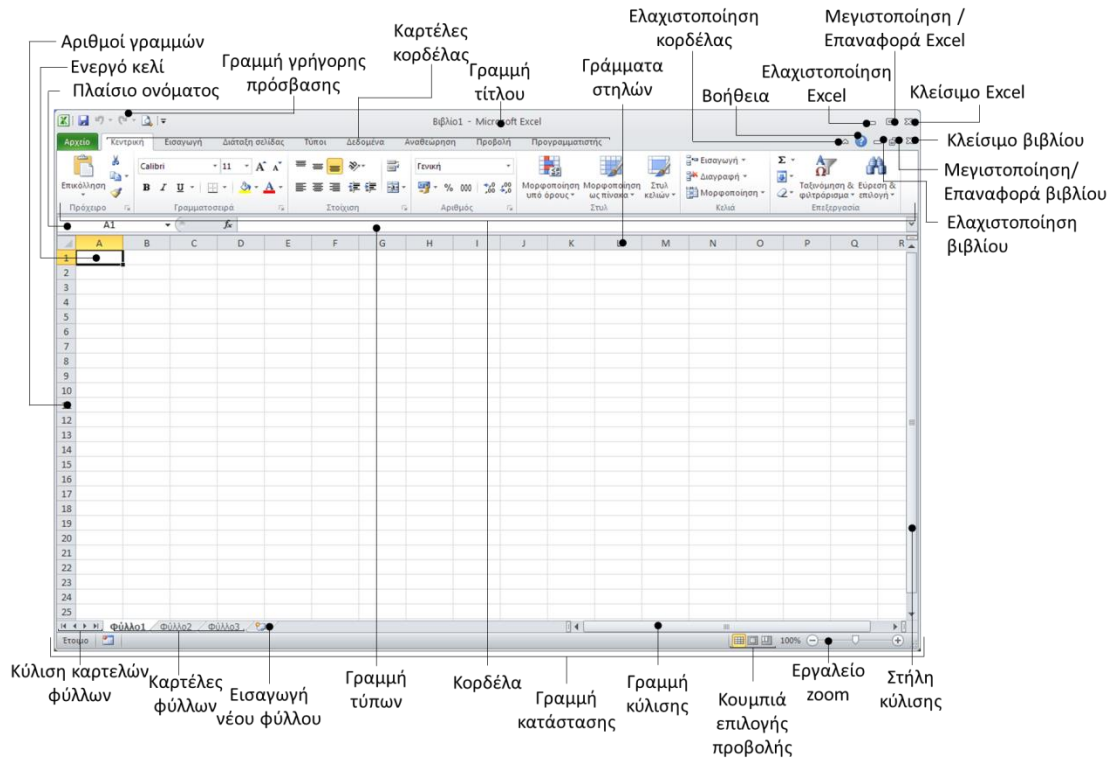 Αριθμοί γραμμών
Ενεργό κελί
Πλαίσιο ονόματος
Γραμμή γρήγορης
πρόσβασης
Καρτέλες
κορδέλας
Γραμμή
τίτλου
Γράμματα
στηλών
Ελαχιστοποίηση
κορδέλας
Βοήθεια
Ελαχιστοποίηση
Excel
Μεγιστοποίηση /
Επαναφορά Excel
Κλείσιμο Excel
Κλείσιμο βιβλίου
Μεγιστοποίηση/
Επαναφορά βιβλίου
Ελαχιστοποίηση
βιβλίου
Βιβλίο1 - Microsoft Excel
Αρχείο Κεντρική Εισαγωγή Διάταξη σελίδας Τύποι Δεδομένα Αναθεώρηση Προβολή Προγραμματιστής
Επικόλληση
Πρόχειρο
Calibri 11 A A
B I U A
Γραμματοσειρά
Στοίχιση
Γενική
% 000
Αριθμός
Μορφοποίηση
υπό όρους
Μορφοποίηση
ως πίνακα
Στυλ
κελιών
Στυλ
Εισαγωγή
Διαγραφή
Μορφοποίηση
Κελιά
Σ
Ταξινόμηση &
φιλτράρισμα
Εύρεση &
επιλογή
Επεξεργασία
A1 fx
A B C D E F G H I J K L M N O P Q R
1
2
3
4
5
6
7
8
9
10
12
13
14
15
16
17
18
19
20
21
22
23
24
25
Φύλλο1 Φύλλο2 Φύλλο3
Έτοιμο
100%
Κύλιση καρτελών
φύλλων
Καρτέλες
φύλλων
Εισαγωγή
νέου φύλλου
Γραμμή
τύπων
Κορδέλα
Γραμμή
κατάστασης
Γραμμή
κύλισης
Κουμπιά
επιλογής
προβολής
Εργαλείο
zoom
Στήλη
κύλισης